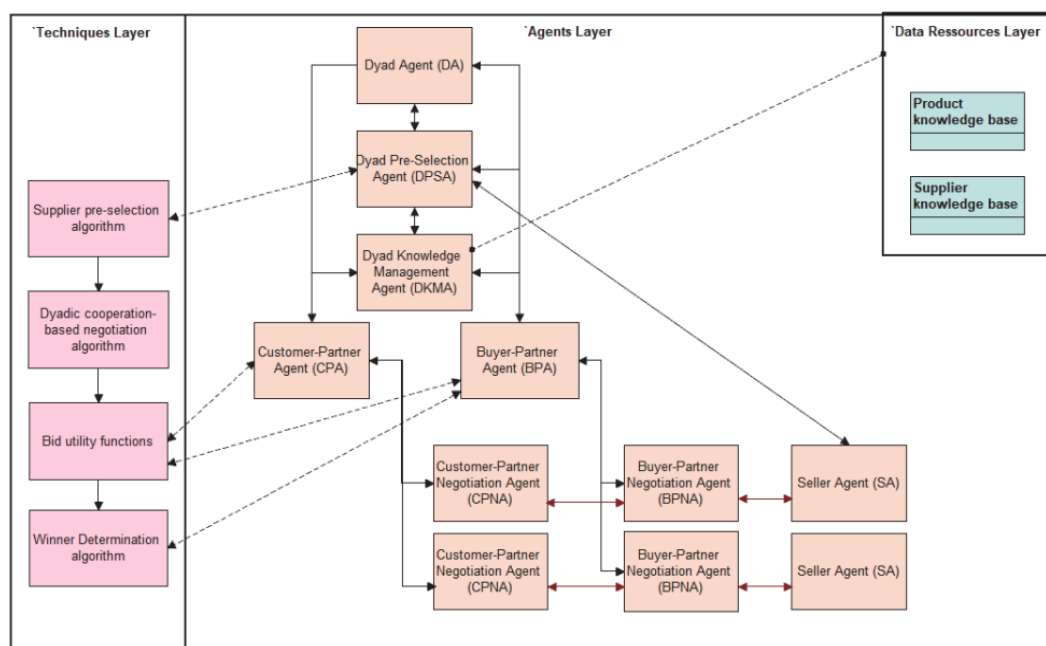 `Techniques Layer
Supplier pre-selection
algorithm
Dyadic cooperation-
based negotiation
algorithm
Bid utility functions
Winner Determination
algorithm
`Agents Layer
Dyad Agent (DA)
Dyad Pre-Selection
Agent (DPSA)
Dyad Knowledge
Management
Agent (DKMA)
Customer-Partner
Agent (CPA)
Buyer-Partner
Agent (BPA)
Customer-Partner
Negotiation Agent
(CPNA)
Buyer-Partner
Negotiation Agent
(BPNA)
Seller Agent (SA)
Customer-Partner
Negotiation Agent
(CPNA)
Buyer-Partner
Negotiation Agent
(BPNA)
Seller Agent (SA)
`Data Ressources Layer
Product
knowledge base
Supplier
knowledge base